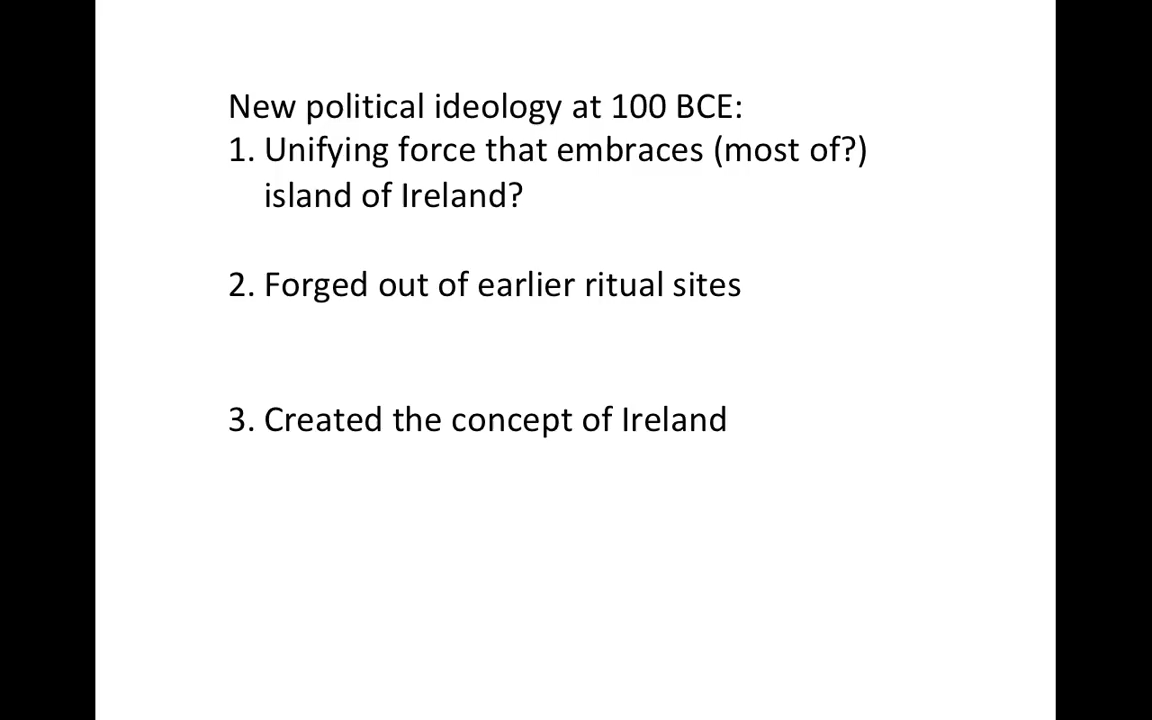 New political ideology at 100 BCE:
1. Unifying force that embraces (most of?)
island of Ireland?
2. Forged out of earlier ritual sites
3. Created the concept of Ireland